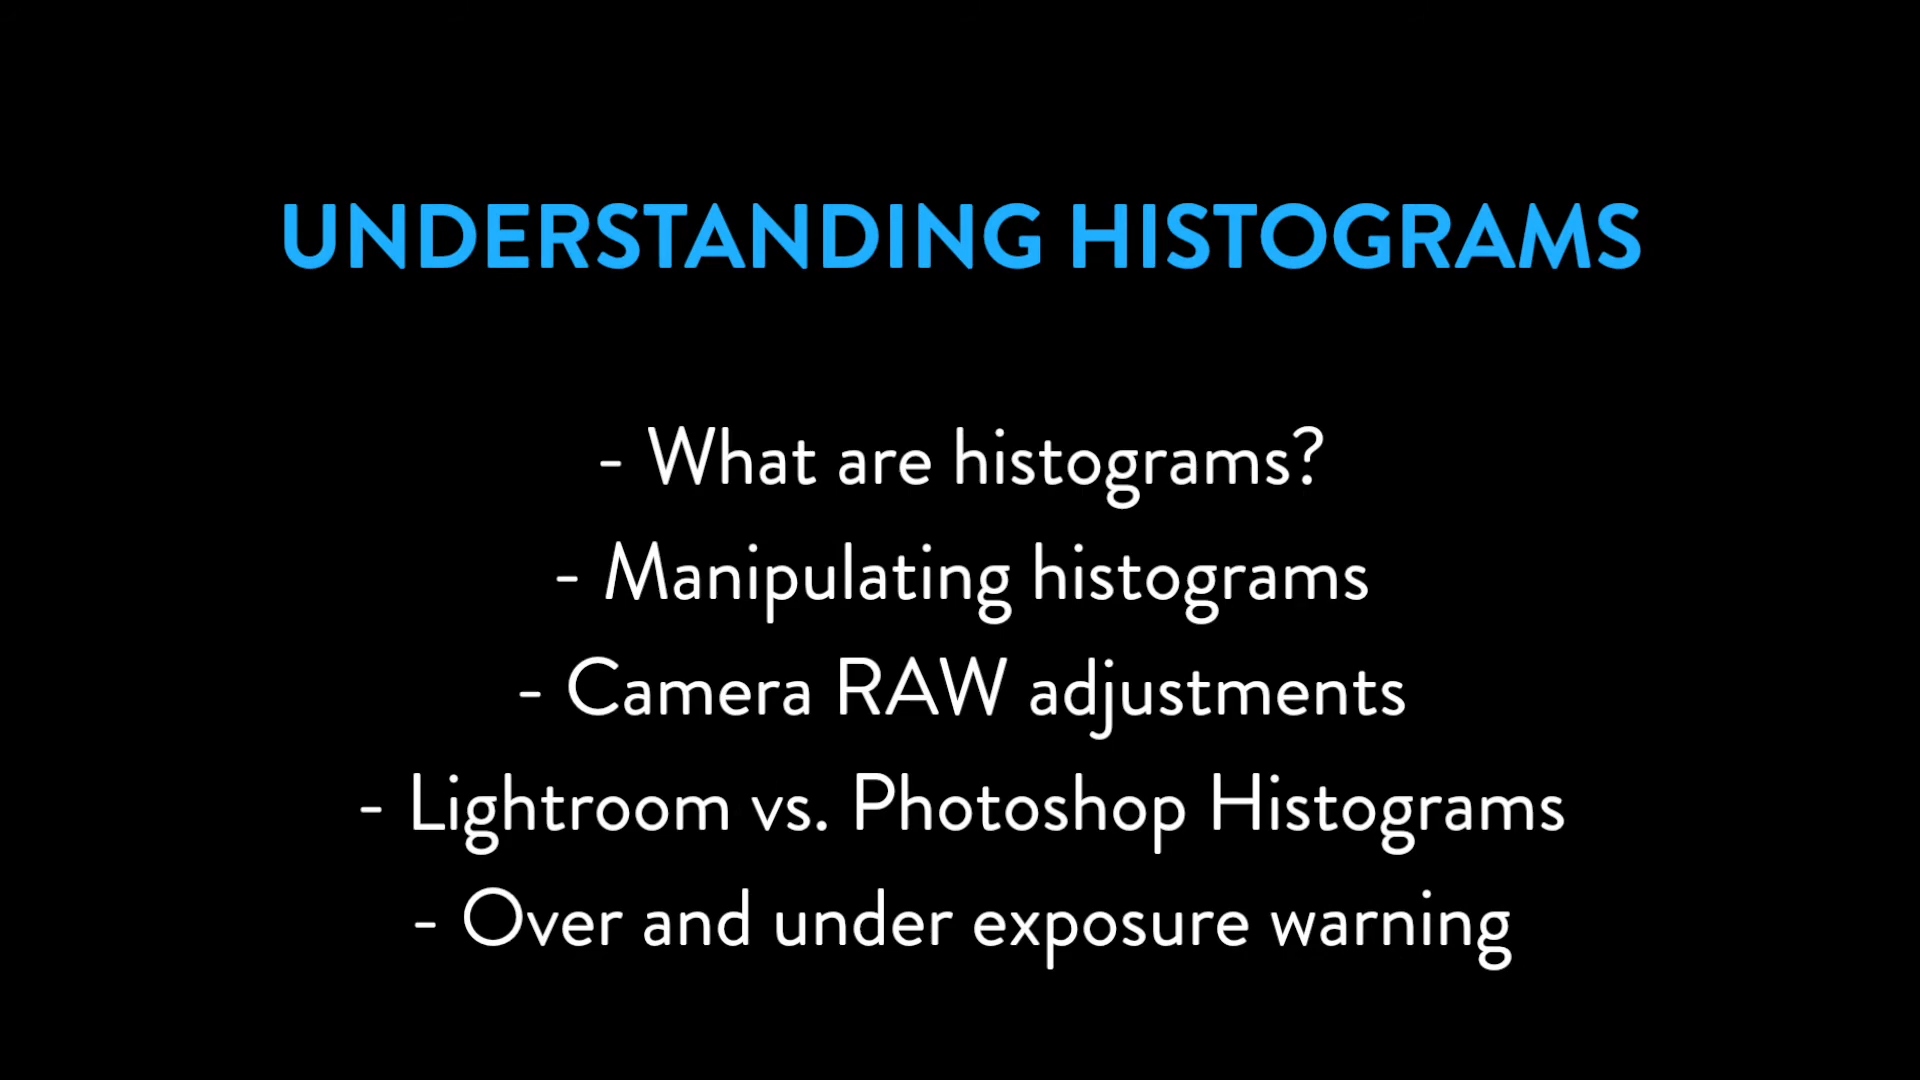 UNDERSTANDING HISTOGRAMS
- What are histograms?
- Manipulating histograms
- Camera RAW adjustments
- Lightroom vs. Photoshop Histograms
- Over and under exposure warning